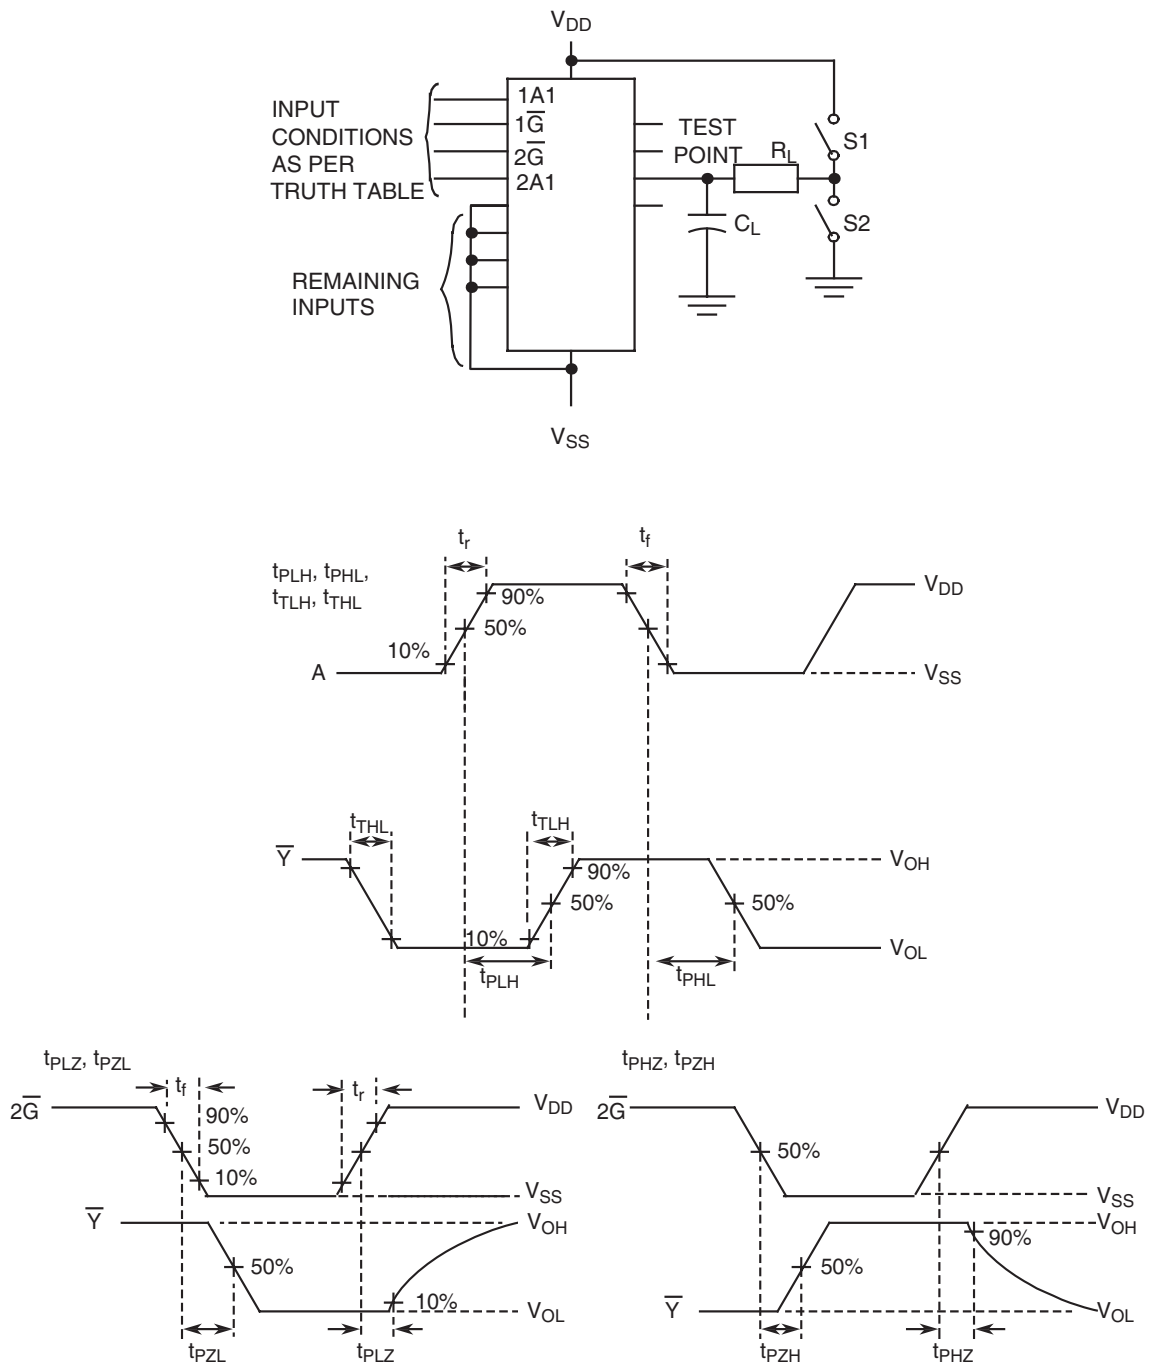 VDD
1A1
1G̅
2G̅
2A1
INPUT
CONDITIONS
AS PER
TRUTH TABLE
REMAINING
INPUTS
TEST
POINT
RL
CL
S1
S2
VSS
tPLH, tPHL,
tTLH, tTHL
tr
tf
90%
50%
10%
A
VDD
VSS
tTHL
tTLH
Y̅
90%
50%
10%
50%
VOH
VOL
tPLH
tPHL
tPLZ, tPZL
tf
tr
2G̅
90%
50%
10%
VDD
VSS
Y̅
VOH
50%
10%
VOL
tPZL
tPLZ
tPHZ, tPZH
2G̅
50%
VDD
VSS
VOH
90%
50%
Y̅
VOL
tPZH
tPHZ